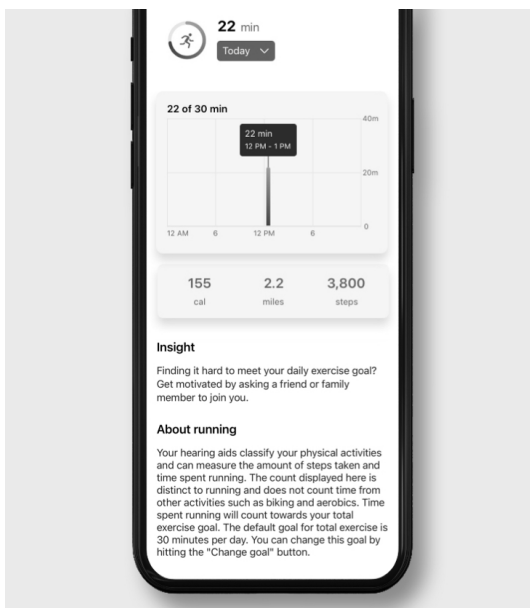 22 min
Today
22 of 30 min
40m
22 min
12 PM - 1 PM
20m
0
12 AM 6 12 PM 6
155 2.2 3,800
cal miles steps
Insight
Finding it hard to meet your daily exercise goal?
Get motivated by asking a friend or family
member to join you.
About running
Your hearing aids classify your physical activities
and can measure the amount of steps taken and
time spent running. The count displayed here is
distinct to running and does not count time from
other activities such as biking and aerobics. Time
spent running will count towards your total
exercise goal. The default goal for total exercise is
30 minutes per day. You can change this goal by
hitting the "Change goal" button.